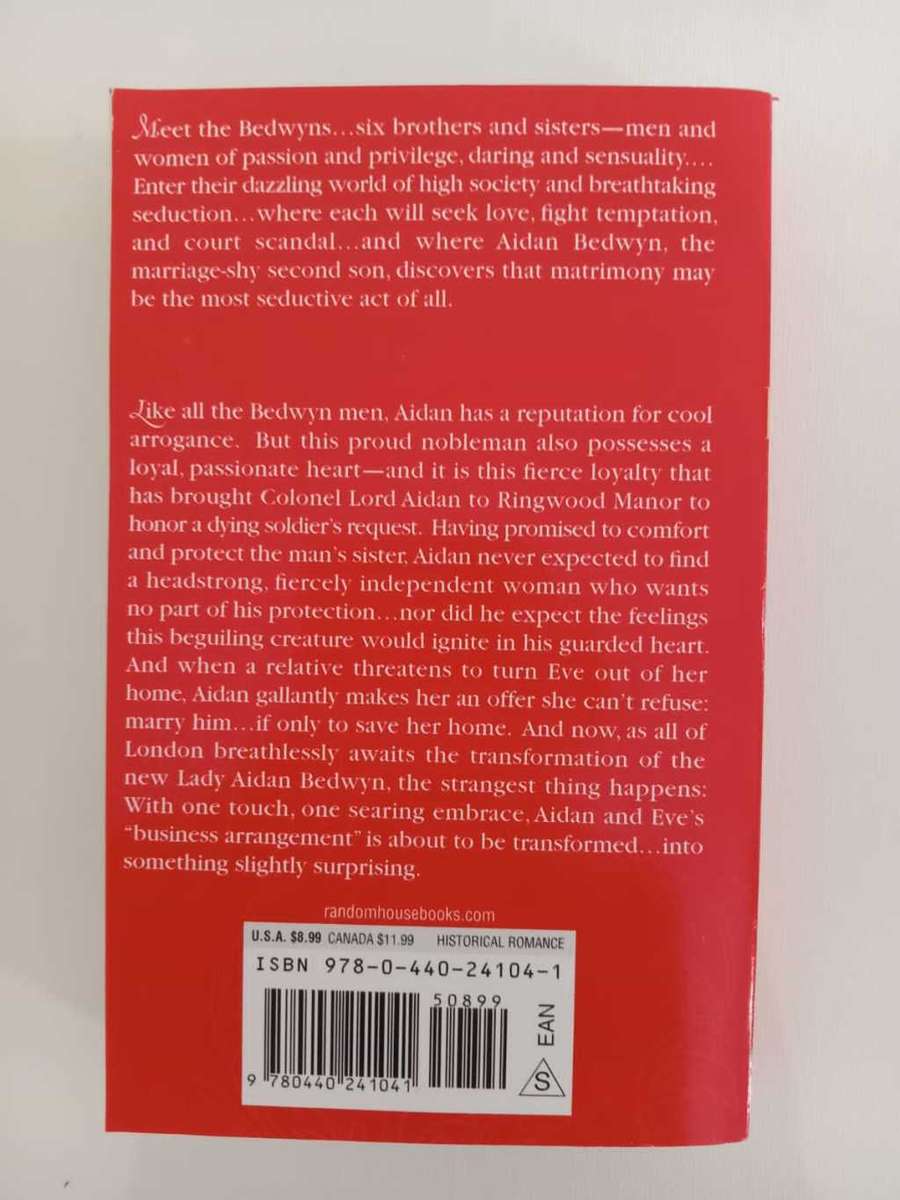 Meet the Bedwyns...six brothers and sisters—men and
women of passion and privilege, daring and sensuality....
Enter their dazzling world of high society and breathtaking
seduction...where each will seek love, fight temptation,
and court scandal...and where Aidan Bedwyn, the
marriage-shy second son, discovers that matrimony may
be the most seductive act of all.
Like all the Bedwyn men, Aidan has a reputation for cool
arrogance. But this proud nobleman also possesses a
loyal, passionate heart—and it is this fierce loyalty that
has brought Colonel Lord Aidan to Ringwood Manor to
honor a dying soldier's request. Having promised to comfort
and protect the man's sister, Aidan never expected to find
a headstrong, fiercely independent woman who wants
no part of his protection...nor did he expect the feelings
this beguiling creature would ignite in his guarded heart.
And when a relative threatens to turn Eve out of her
home, Aidan gallantly makes her an offer she can't refuse:
marry him...if only to save her home. And now, as all of
London breathlessly awaits the transformation of the
new Lady Aidan Bedwyn, the strangest thing happens:
With one touch, one searing embrace, Aidan and Eve's
"business arrangement" is about to be transformed...into
something slightly surprising.
randomhousebooks.com
U.S.A. $8.99 CANADA $11.99 HISTORICAL ROMANCE
ISBN 978-0-440-24104-1
50899
EAN
S
9 780440 241041